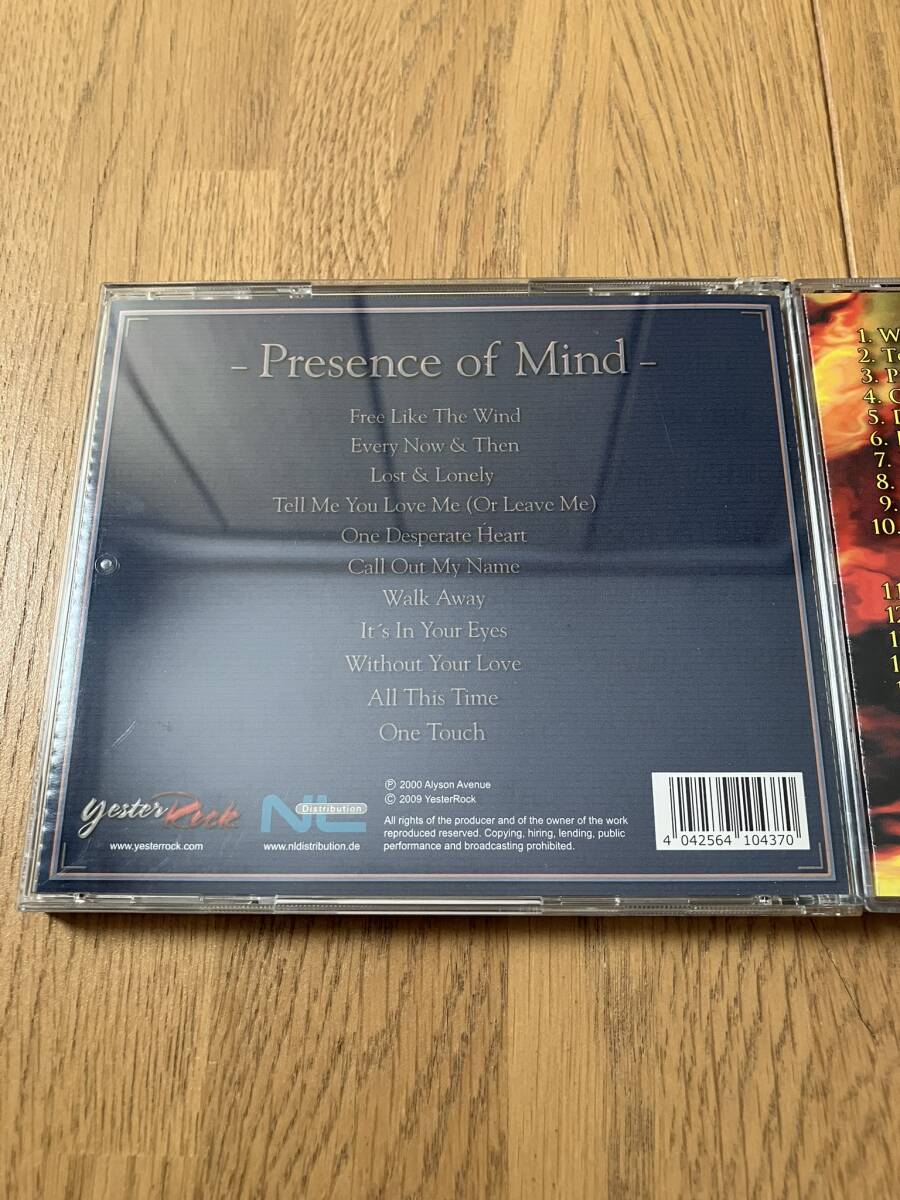 - Presence of Mind -
Free Like The Wind
Every Now & Then
Lost & Lonely
Tell Me You Love Me (Or Leave Me)
One Desperate Heart
Call Out My Name
Walk Away
It´s In Your Eyes
Without Your Love
All This Time
One Touch
YesterRock
www.yesterrock.com
NL Distribution
www.nldistribution.de
℗ 2000 Alyson Avenue
© 2009 YesterRock
All rights of the producer and of the owner of the work
reproduced reserved. Copying, hiring, lending, public
performance and broadcasting prohibited.
4 042564 104370
1. W
2. T
3. P
4.
5.
6.
7.
8.
9.
10.
11
12